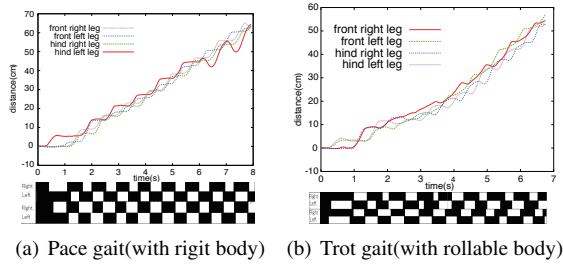 70
60
50
40
30
20
10
0
-10
distance(cm)
front right leg
front left leg
hind right leg
hind left leg
0 1 2 3 4 5 6 7 8
time(s)
Right
Left
Right
Left
(a) Pace gait(with rigit body)
60
50
40
30
20
10
0
-10
distance(cm)
front right leg
front left leg
hind right leg
hind left leg
0 1 2 3 4 5 6 7
time(s)
Right
Left
Right
Left
(b) Trot gait(with rollable body)